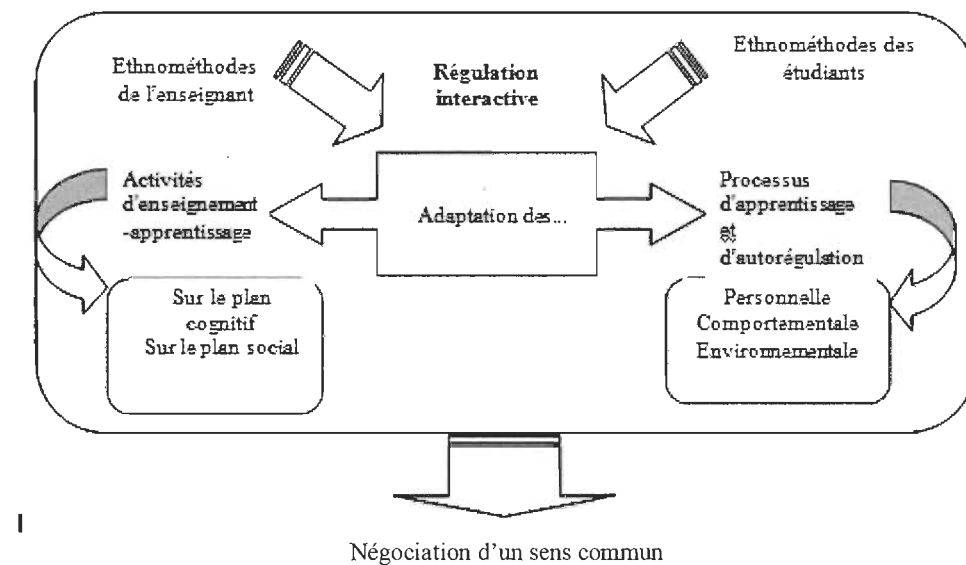 Ethnométhodes
de l'enseignant
Régulation
interactive
Ethnométhodes des
étudiants
Activités
d'enseignement
-apprentissage
Adaptation des...
Processus
d'apprentissage
et
d'autorégulation
Sur le plan
cognitif
Sur le plan social
Personnelle
Comportementale
Environnementale
Négociation d'un sens commun